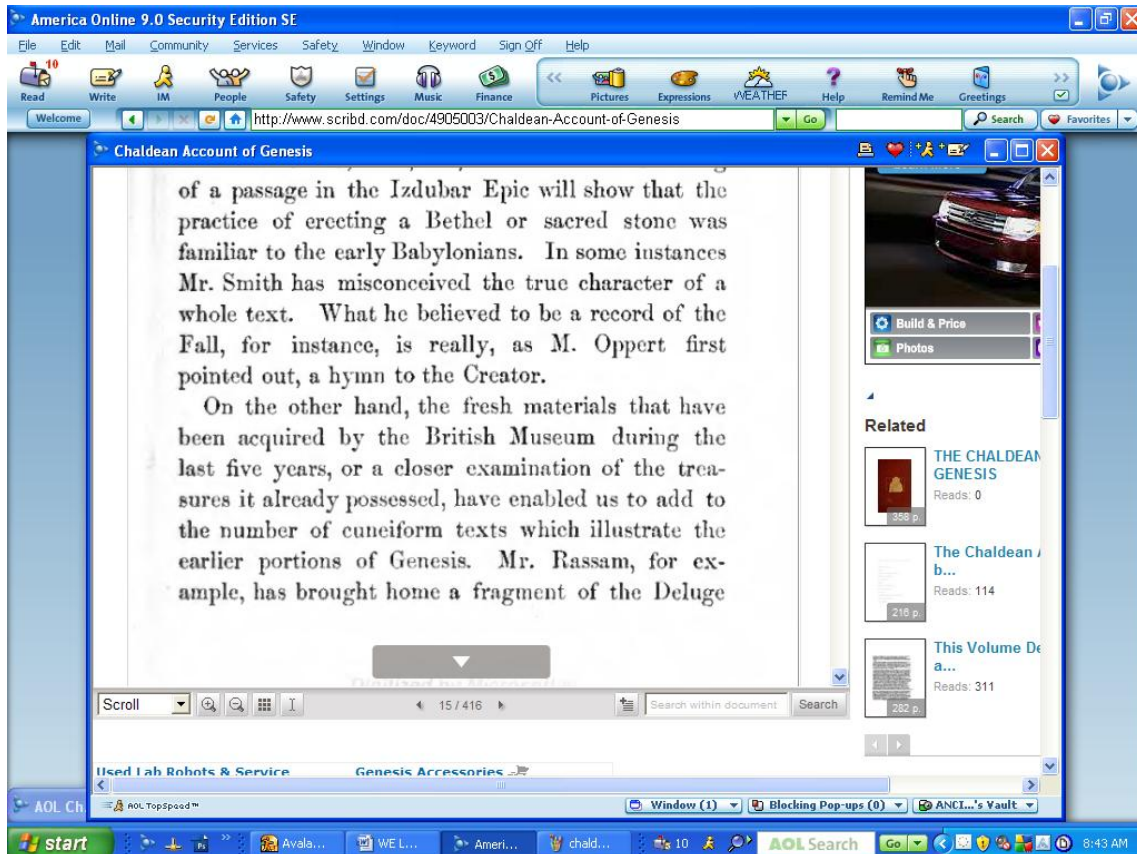 America Online 9.0 Security Edition SE
File Edit Mail Community Services Safety Window Keyword Sign Off Help
10
Read Write IM People Safety Settings Music Finance Pictures Expressions WEATHER Help Remind Me Greetings
Welcome http://www.scribd.com/doc/4905003/Chaldean-Account-of-Genesis Go Search Favorites
Chaldean Account of Genesis
of a passage in the Izdubar Epic will show that the
practice of erecting a Bethel or sacred stone was
familiar to the early Babylonians. In some instances
Mr. Smith has misconceived the true character of a
whole text. What he believed to be a record of the
Fall, for instance, is really, as M. Oppert first
pointed out, a hymn to the Creator.
On the other hand, the fresh materials that have
been acquired by the British Museum during the
last five years, or a closer examination of the trea-
sures it already possessed, have enabled us to add to
the number of cuneiform texts which illustrate the
earlier portions of Genesis. Mr. Rassam, for ex-
ample, has brought home a fragment of the Deluge
Build & Price
Photos
Related
THE CHALDEAN
GENESIS
Reads: 0
358 p.
The Chaldean A
b...
Reads: 114
216 p.
This Volume De
a...
Reads: 311
282 p.
Scroll 15 / 416 Search within document Search
Used Lab Robots & Service Genesis Accessories
AOL Ch
AOL TopSpeed™ Window (1) Blocking Pop-ups (0) ANCI...'s Vault
start Avala... WE L... Ameri... chald... 10 AOL Search Go 8:43 AM